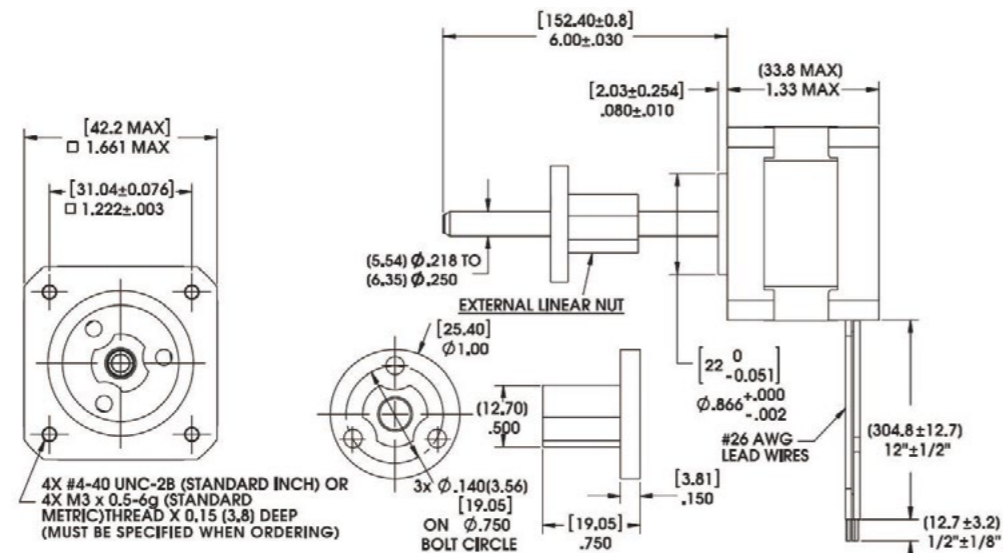 [152.40±0.8]
6.00±.030
(33.8 MAX)
1.33 MAX
[2.03±0.254]
.080±.010
[42.2 MAX]
□ 1.661 MAX
[31.04±0.076]
□ 1.222±.003
(5.54) Ø.218 TO
(6.35) Ø.250
EXTERNAL LINEAR NUT
[25.40]
Ø1.00
[22 0 -0.051]
Ø.866 +.000 -.002
(12.70)
.500
#26 AWG
LEAD WIRES
(304.8±12.7)
12"±1/2"
4X #4-40 UNC-2B (STANDARD INCH) OR
4X M3 x 0.5-6g (STANDARD
METRIC)THREAD X 0.15 (3.8) DEEP
(MUST BE SPECIFIED WHEN ORDERING)
3x Ø.140(3.56)
[19.05]
ON Ø.750
BOLT CIRCLE
[3.81]
.150
[19.05]
.750
(12.7±3.2)
1/2"±1/8"